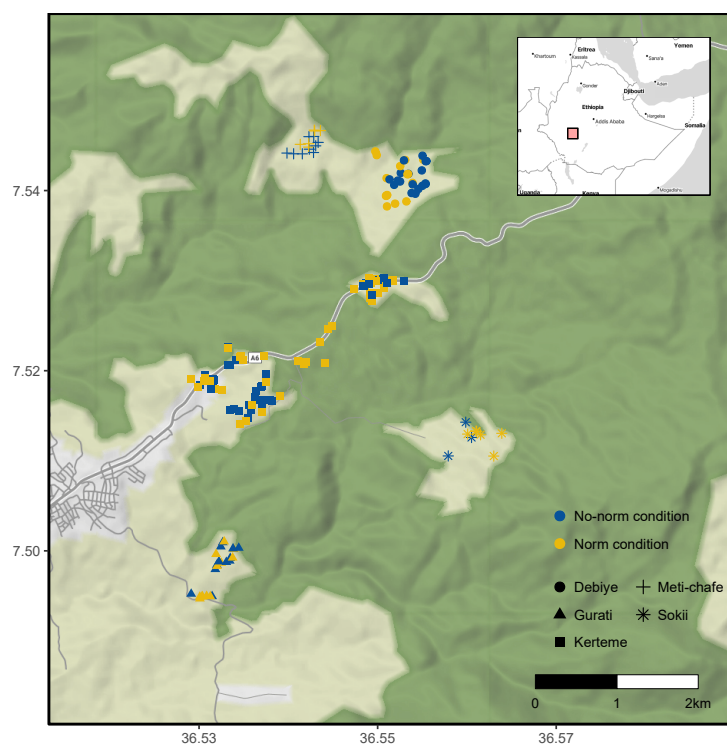 Eritrea
Yemen
Khartoum
Kassala
Sana'a
Gonder
Aden
Djibouti
Ethiopia
Hargeisa
Addis Ababa
Somalia
Uganda
Kenya
Mogadishu
7.54
7.52
7.50
A6
No-norm condition
Norm condition
Debiye
Meti-chafe
Gurati
Sokii
Kerteme
0
1
2km
36.53
36.55
36.57